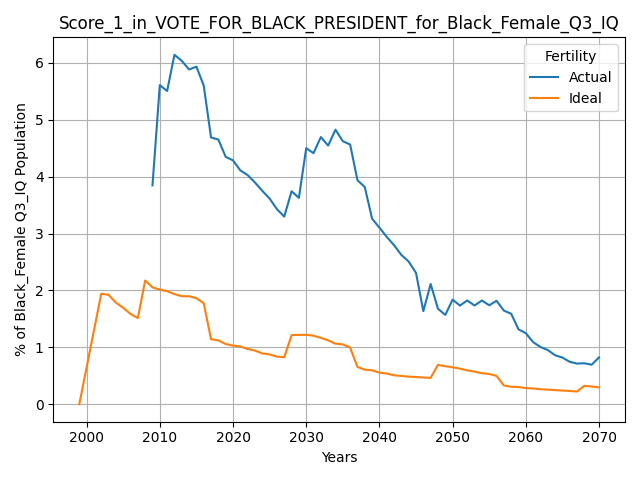 Score_1_in_VOTE_FOR_BLACK_PRESIDENT_for_Black_Female_Q3_IQ
Fertility
Actual
Ideal
% of Black_Female Q3_IQ Population
6
5
4
3
2
1
0
2000 2010 2020 2030 2040 2050 2060 2070
Years